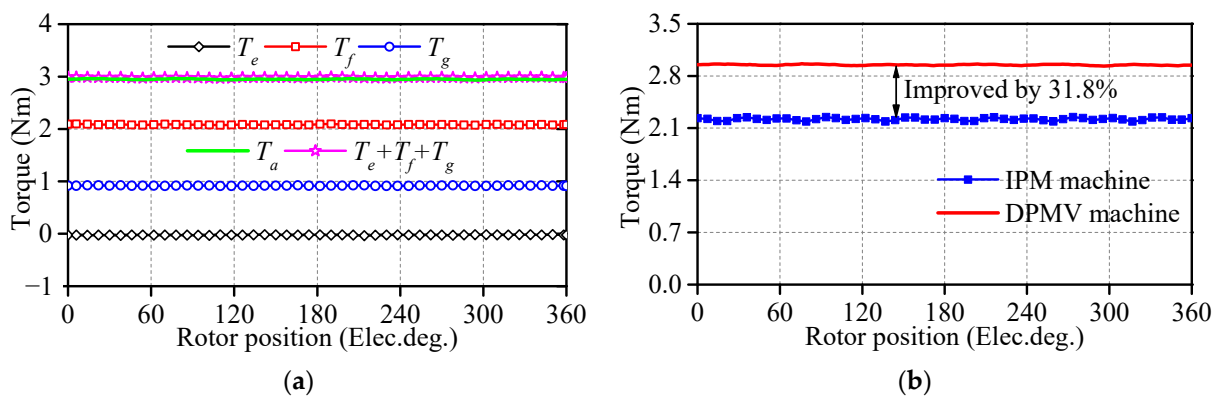 4
3
2
1
0
−1
Torque (Nm)
T_e T_f T_g
T_a T_e+T_f+T_g
0 60 120 180 240 300 360
Rotor position (Elec.deg.)
(a)
3.5
2.8
2.1
1.4
0.7
0.0
Torque (Nm)
Improved by 31.8%
IPM machine
DPMV machine
0 60 120 180 240 300 360
Rotor position (Elec.deg.)
(b)